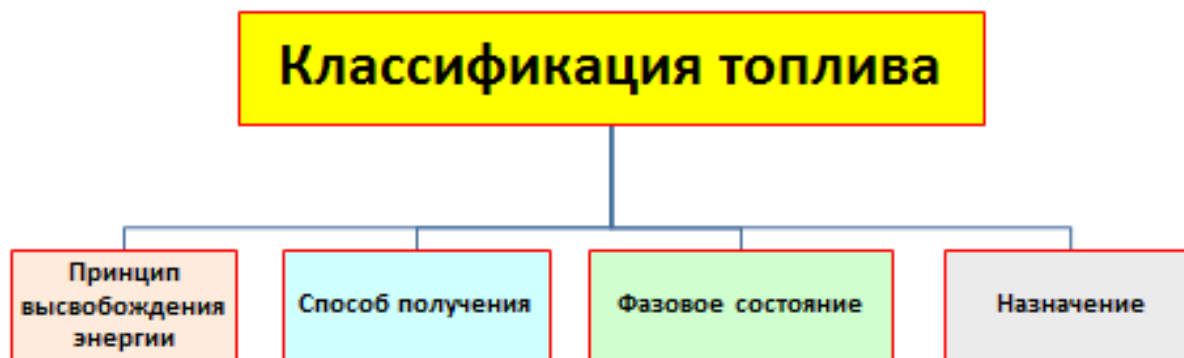 Классификация топлива
Принцип
высвобождения
энергии
Способ получения
Фазовое состояние
Назначение